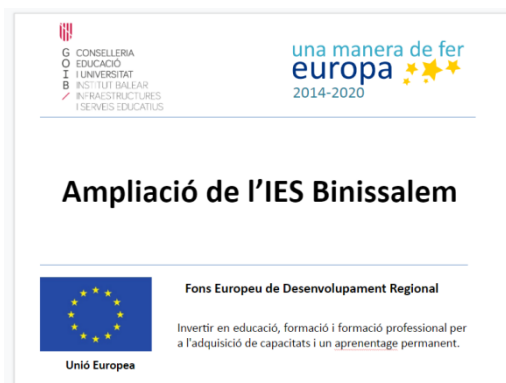 G CONSELLERIA
O EDUCACIÓ
I I UNIVERSITAT
B INSTITUT BALEAR
/ INFRAESTRUCTURES
I SERVEIS EDUCATIUS
una manera de fer
europa
2014-2020
Ampliació de l'IES Binissalem
Fons Europeu de Desenvolupament Regional
Invertir en educació, formació i formació professional per
a l'adquisició de capacitats i un aprenentage permanent.
Unió Europea